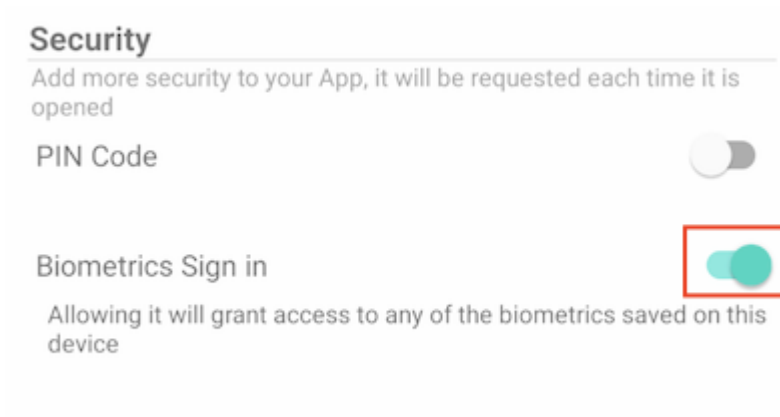 Security
Add more security to your App, it will be requested each time it is
opened
PIN Code
Biometrics Sign in
Allowing it will grant access to any of the biometrics saved on this
device